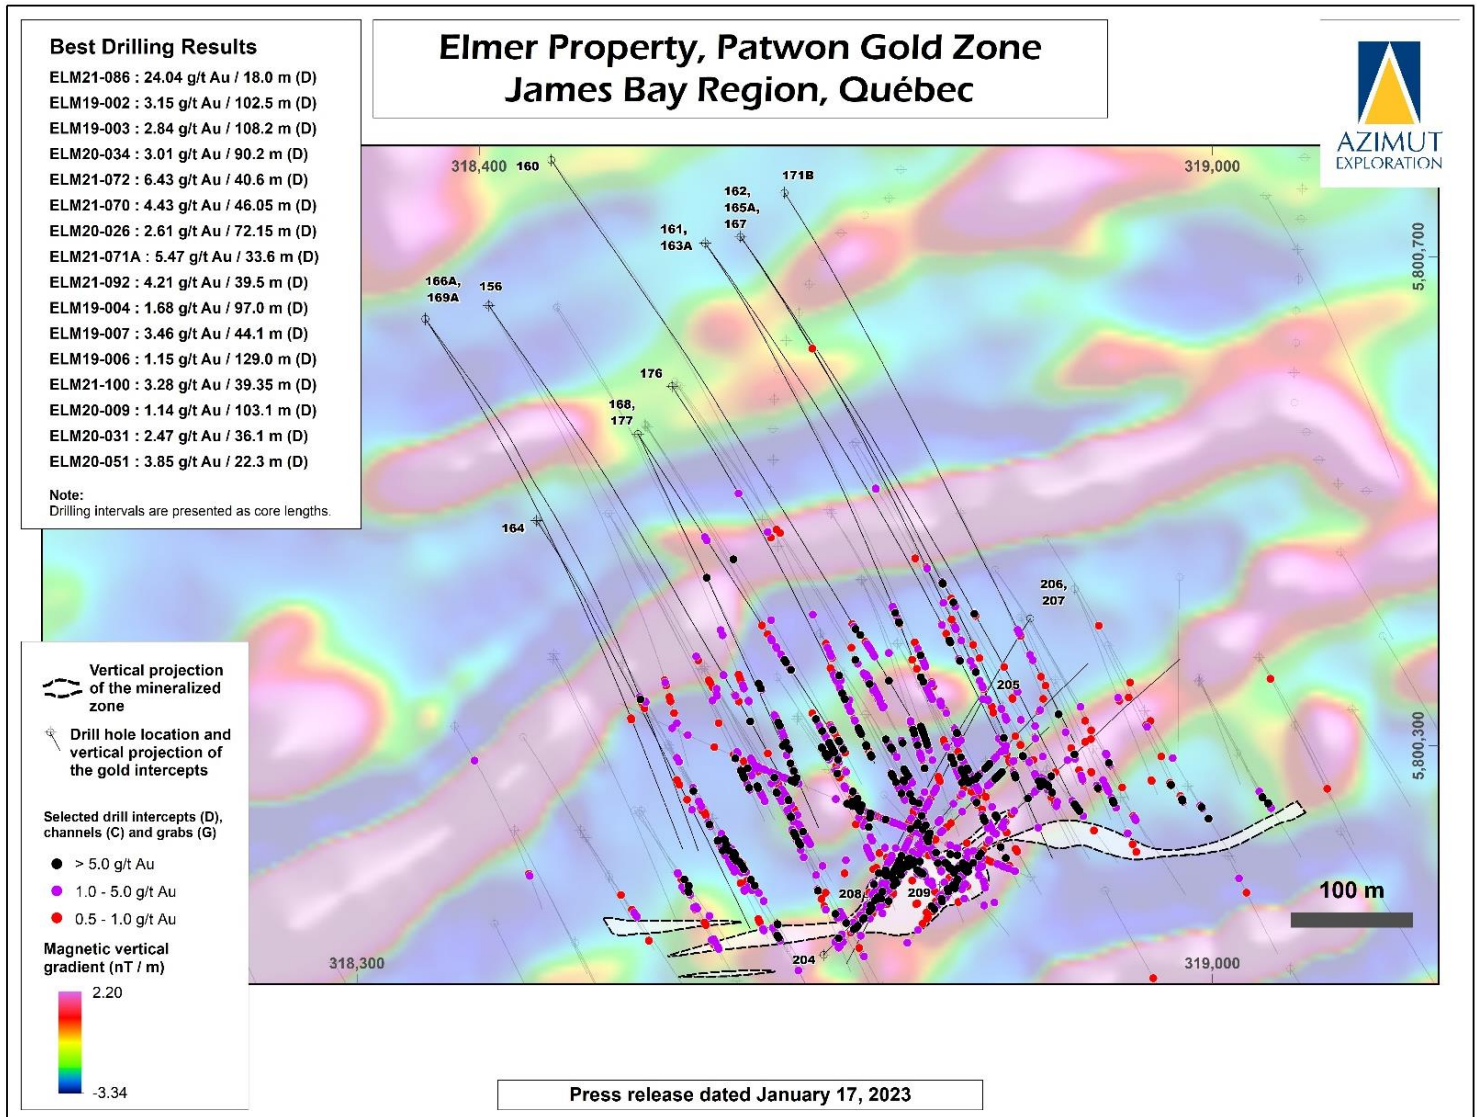 Best Drilling Results
ELM21-086 : 24.04 g/t Au / 18.0 m (D)
ELM19-002 : 3.15 g/t Au / 102.5 m (D)
ELM19-003 : 2.84 g/t Au / 108.2 m (D)
ELM20-034 : 3.01 g/t Au / 90.2 m (D)
ELM21-072 : 6.43 g/t Au / 40.6 m (D)
ELM21-070 : 4.43 g/t Au / 46.05 m (D)
ELM20-026 : 2.61 g/t Au / 72.15 m (D)
ELM21-071A : 5.47 g/t Au / 33.6 m (D)
ELM21-092 : 4.21 g/t Au / 39.5 m (D)
ELM19-004 : 1.68 g/t Au / 97.0 m (D)
ELM19-007 : 3.46 g/t Au / 44.1 m (D)
ELM19-006 : 1.15 g/t Au / 129.0 m (D)
ELM21-100 : 3.28 g/t Au / 39.35 m (D)
ELM20-009 : 1.14 g/t Au / 103.1 m (D)
ELM20-031 : 2.47 g/t Au / 36.1 m (D)
ELM20-051 : 3.85 g/t Au / 22.3 m (D)
Note:
Drilling intervals are presented as core lengths.
Elmer Property, Patwon Gold Zone
James Bay Region, Québec
AZIMUT
EXPLORATION
318,400
160
319,000
171B
162,
165A,
167
161,
163A
5,800,700
166A,
169A
156
176
168,
177
164
206,
207
205
5,800,300
208
209
204
100 m
318,300
319,000
Vertical projection
of the mineralized
zone
Drill hole location and
vertical projection of
the gold intercepts
Selected drill intercepts (D),
channels (C) and grabs (G)
> 5.0 g/t Au
1.0 - 5.0 g/t Au
0.5 - 1.0 g/t Au
Magnetic vertical
gradient (nT / m)
2.20
-3.34
Press release dated January 17, 2023